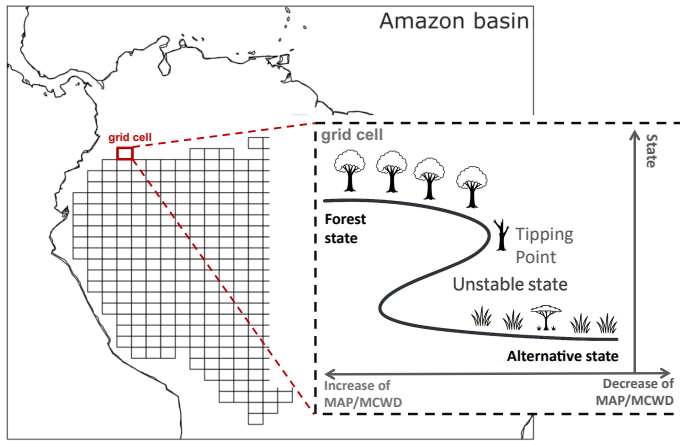 Amazon basin
grid cell
grid cell
State
Forest
state
Tipping
Point
Unstable state
Alternative state
Increase of
MAP/MCWD
Decrease of
MAP/MCWD